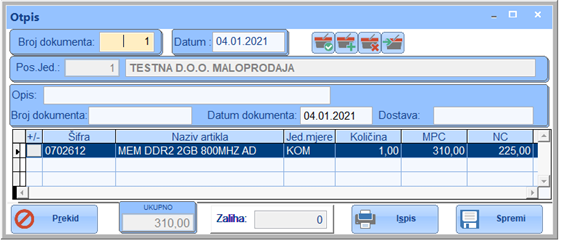 Otpis
Broj dokumenta: 1 Datum : 04.01.2021
Pos.Jed.: 1 TESTNA D.O.O. MALOPRODAJA
Opis:
Broj dokumenta: Datum dokumenta: 04.01.2021 Dostava:
+/- Šifra Naziv artikla Jed.mjere Količina MPC NC
0702612 MEM DDR2 2GB 800MHZ AD KOM 1,00 310,00 225,00
Prekid UKUPNO 310,00 Zaliha: 0 Ispis Spremi